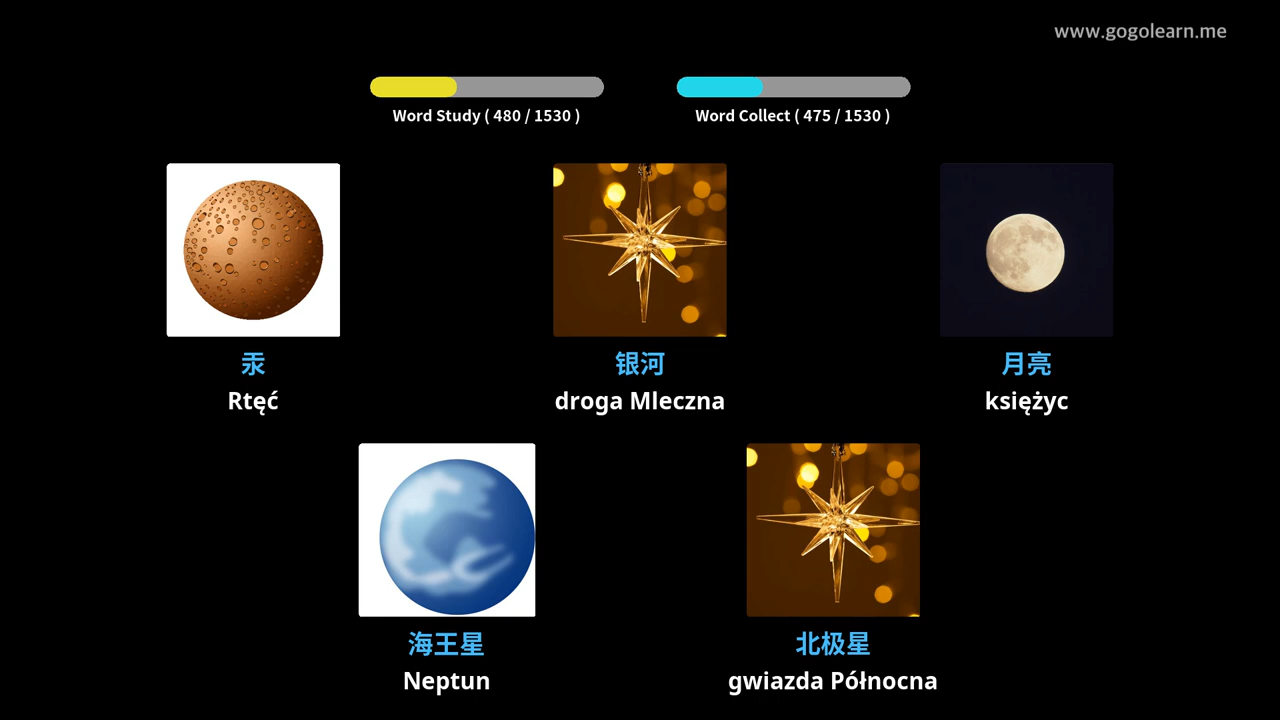 www.gogolearn.me
Word Study ( 480 / 1530 )
Word Collect ( 475 / 1530 )
汞
银河
月亮
Rtęć
droga Mleczna
księżyc
海王星
北极星
Neptun
gwiazda Północna